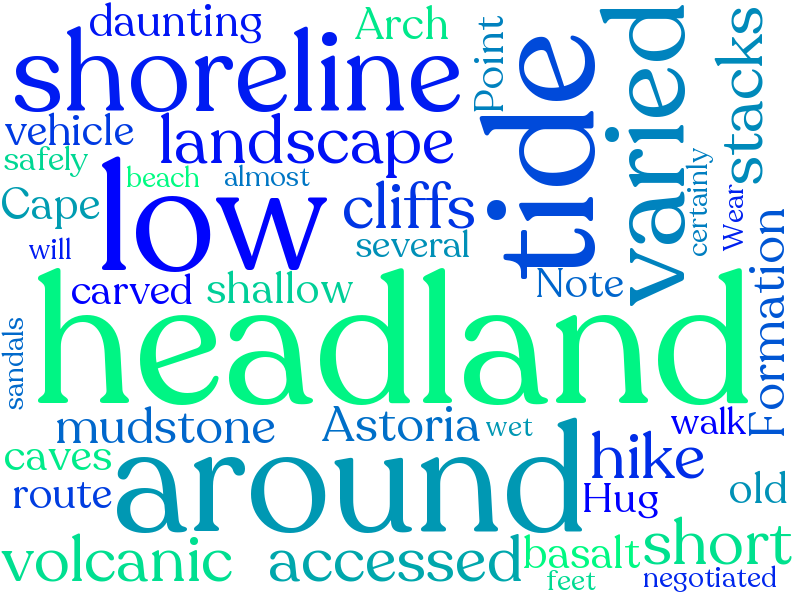 daunting
Arch
Point
tide
varied
stacks
shoreline
vehicle
landscape
safely
beach
almost
certainly
Cape
low
cliffs
Wear
will
several
carved
shallow
Note
Formation
headland
sandals
mudstone
Astoria
wet
walk
caves
around
hike
route
Hug
old
volcanic
accessed
basalt
short
feet
negotiated